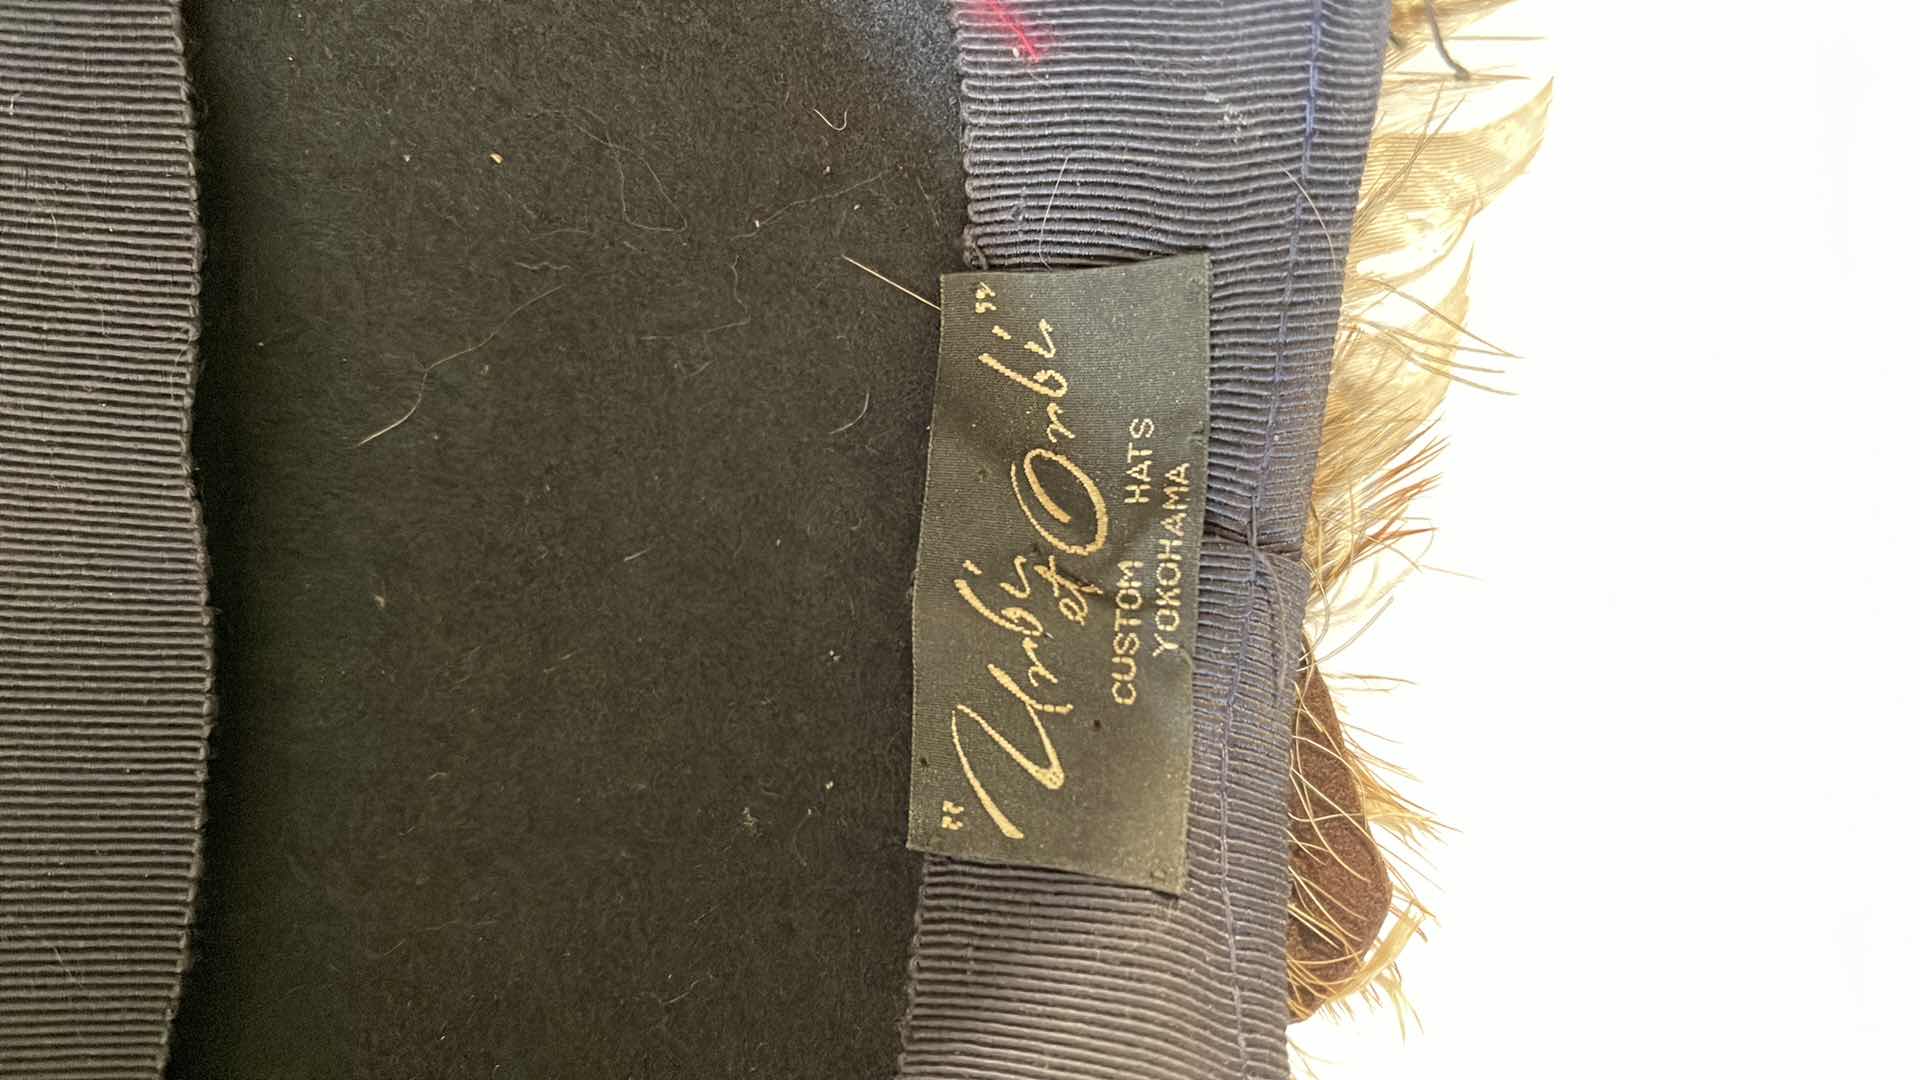 "Urbi
et Orbi"
CUSTOM HATS
YOKOHAMA